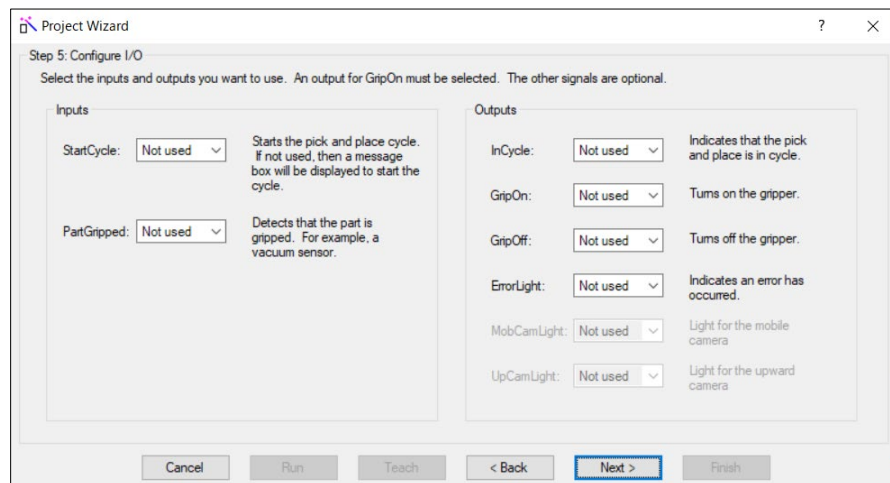 Project Wizard
?
Step 5: Configure I/O
Select the inputs and outputs you want to use. An output for GripOn must be selected. The other signals are optional.
Inputs
StartCycle:
Not used
Starts the pick and place cycle.
If not used, then a message
box will be displayed to start the
cycle.
PartGripped:
Not used
Detects that the part is
gripped. For example, a
vacuum sensor.
Outputs
InCycle:
Not used
Indicates that the pick
and place is in cycle.
GripOn:
Not used
Turns on the gripper.
GripOff:
Not used
Turns off the gripper.
ErrorLight:
Not used
Indicates an error has
occurred.
MobCamLight:
Not used
Light for the mobile
camera
UpCamLight:
Not used
Light for the upward
camera
Cancel
Run
Teach
< Back
Next >
Finish